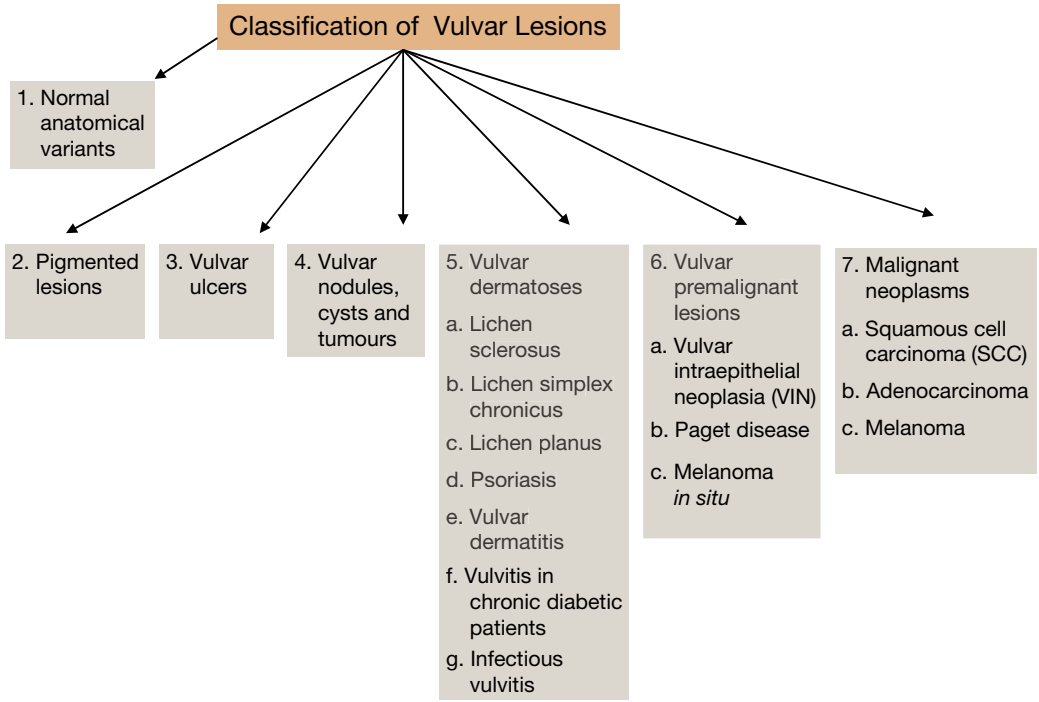 Classification of Vulvar Lesions
1. Normal
anatomical
variants
2. Pigmented
lesions
3. Vulvar
ulcers
4. Vulvar
nodules,
cysts and
tumours
5. Vulvar
dermatoses
a. Lichen
sclerosus
b. Lichen simplex
chronicus
c. Lichen planus
d. Psoriasis
e. Vulvar
dermatitis
f. Vulvitis in
chronic diabetic
patients
g. Infectious
vulvitis
6. Vulvar
premalignant
lesions
a. Vulvar
intraepithelial
neoplasia (VIN)
b. Paget disease
c. Melanoma
in situ
7. Malignant
neoplasms
a. Squamous cell
carcinoma (SCC)
b. Adenocarcinoma
c. Melanoma